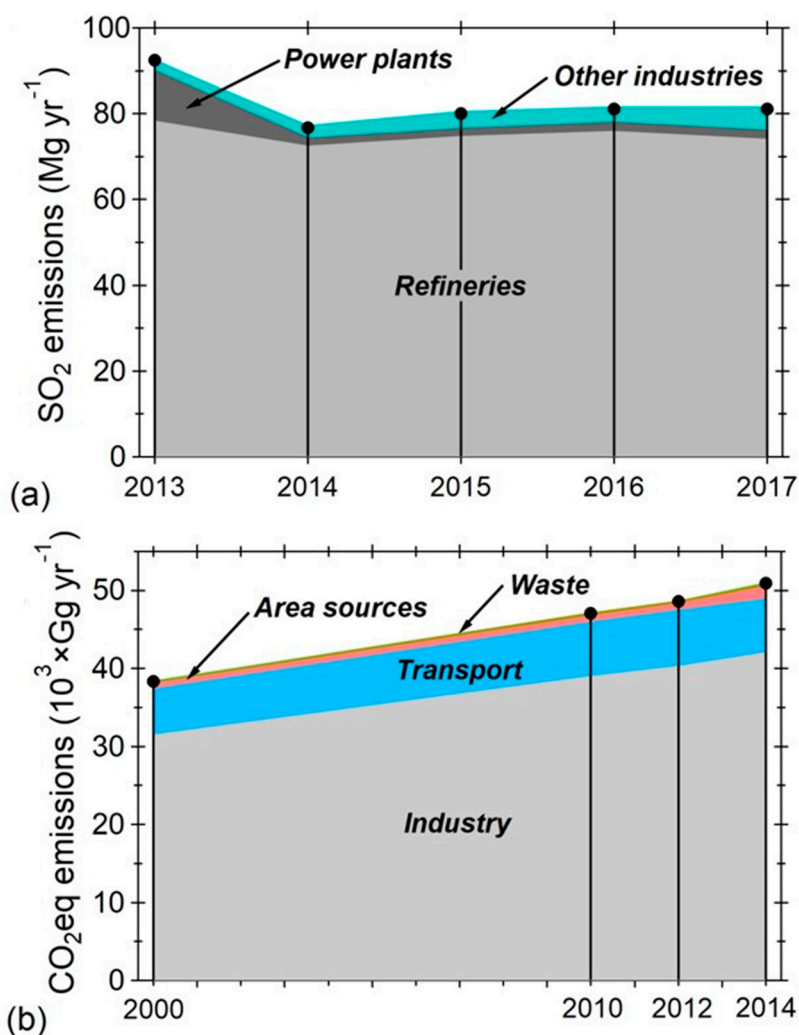 100
80
60
40
20
0
SO₂ emissions (Mg yr⁻¹)
Power plants
Other industries
Refineries
2013 2014 2015 2016 2017
(a)
50
40
30
20
10
0
CO₂eq emissions (10³×Gg yr⁻¹)
Area sources
Waste
Transport
Industry
2000 2010 2012 2014
(b)